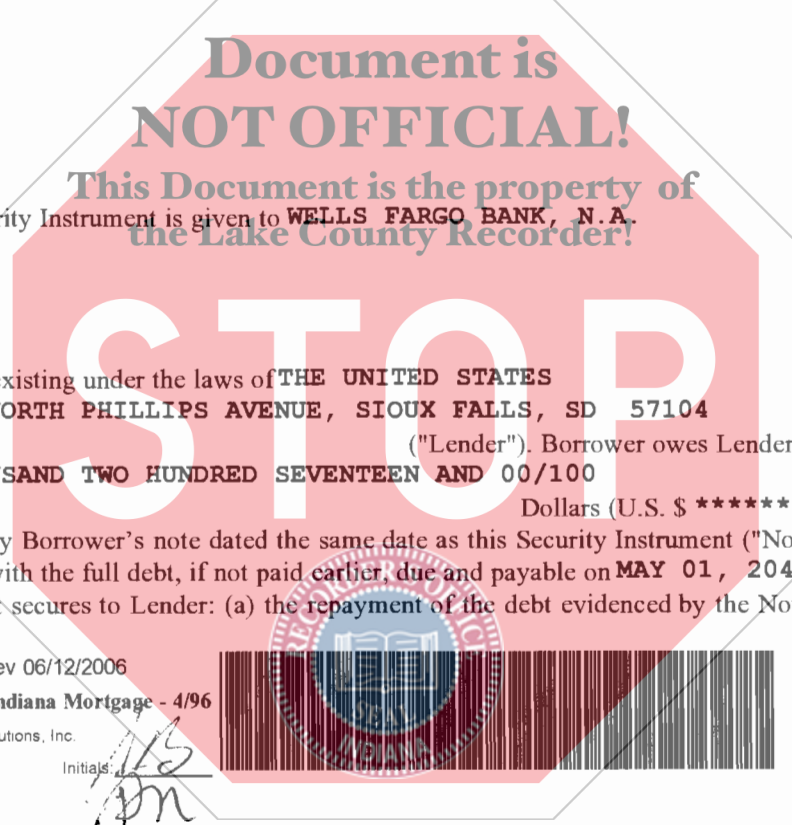 Document is
NOT OFFICIAL!
This Document is the property of
rity Instrument is given to WELLS FARGO BANK, N.A.
the Lake County Recorder!
STOP
existing under the laws of THE UNITED STATES
ORTH PHILLIPS AVENUE, SIOUX FALLS, SD 57104
("Lender"). Borrower owes Lender
SAND TWO HUNDRED SEVENTEEN AND 00/100
Dollars (U.S. $ *******
y Borrower's note dated the same date as this Security Instrument ("No
with the full debt, if not paid earlier, due and payable on MAY 01, 204
t secures to Lender: (a) the repayment of the debt evidenced by the No
RECORDER'S OFFICE
SEAL
INDIANA
ev 06/12/2006
ndiana Mortgage - 4/96
utions, Inc.
Initials: